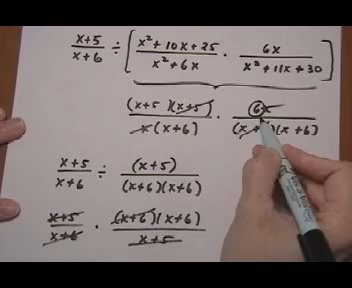 x+5/x+6 ÷ [ x²+10x+25/x²+6x · 6x/x²+11x+30 ]
(x+5)(x+5)/x(x+6) · 6x/(x+5)(x+6)
x+5/x+6 ÷ (x+5)/(x+6)(x+6)
x+5/x+6 · (x+6)(x+6)/x+5